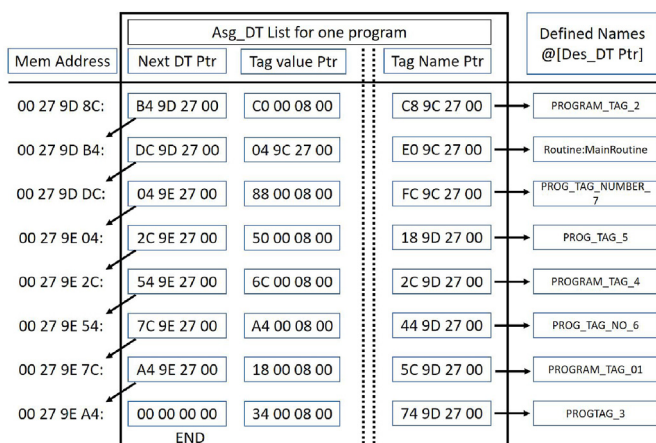 Asg_DT List for one program
Defined Names
@[Des_DT Ptr]
Mem Address Next DT Ptr Tag value Ptr Tag Name Ptr
00 27 9D 8C: B4 9D 27 00 C0 00 08 00 C8 9C 27 00 PROGRAM_TAG_2
00 27 9D B4: DC 9D 27 00 04 9C 27 00 E0 9C 27 00 Routine:MainRoutine
00 27 9D DC: 04 9E 27 00 88 00 08 00 FC 9C 27 00 PROG_TAG_NUMBER_
7
00 27 9E 04: 2C 9E 27 00 50 00 08 00 18 9D 27 00 PROG_TAG_5
00 27 9E 2C: 54 9E 27 00 6C 00 08 00 2C 9D 27 00 PROGRAM_TAG_4
00 27 9E 54: 7C 9E 27 00 A4 00 08 00 44 9D 27 00 PROG_TAG_NO_6
00 27 9E 7C: A4 9E 27 00 18 00 08 00 5C 9D 27 00 PROGRAM_TAG_01
00 27 9E A4: 00 00 00 00 34 00 08 00 74 9D 27 00 PROGTAG_3
END